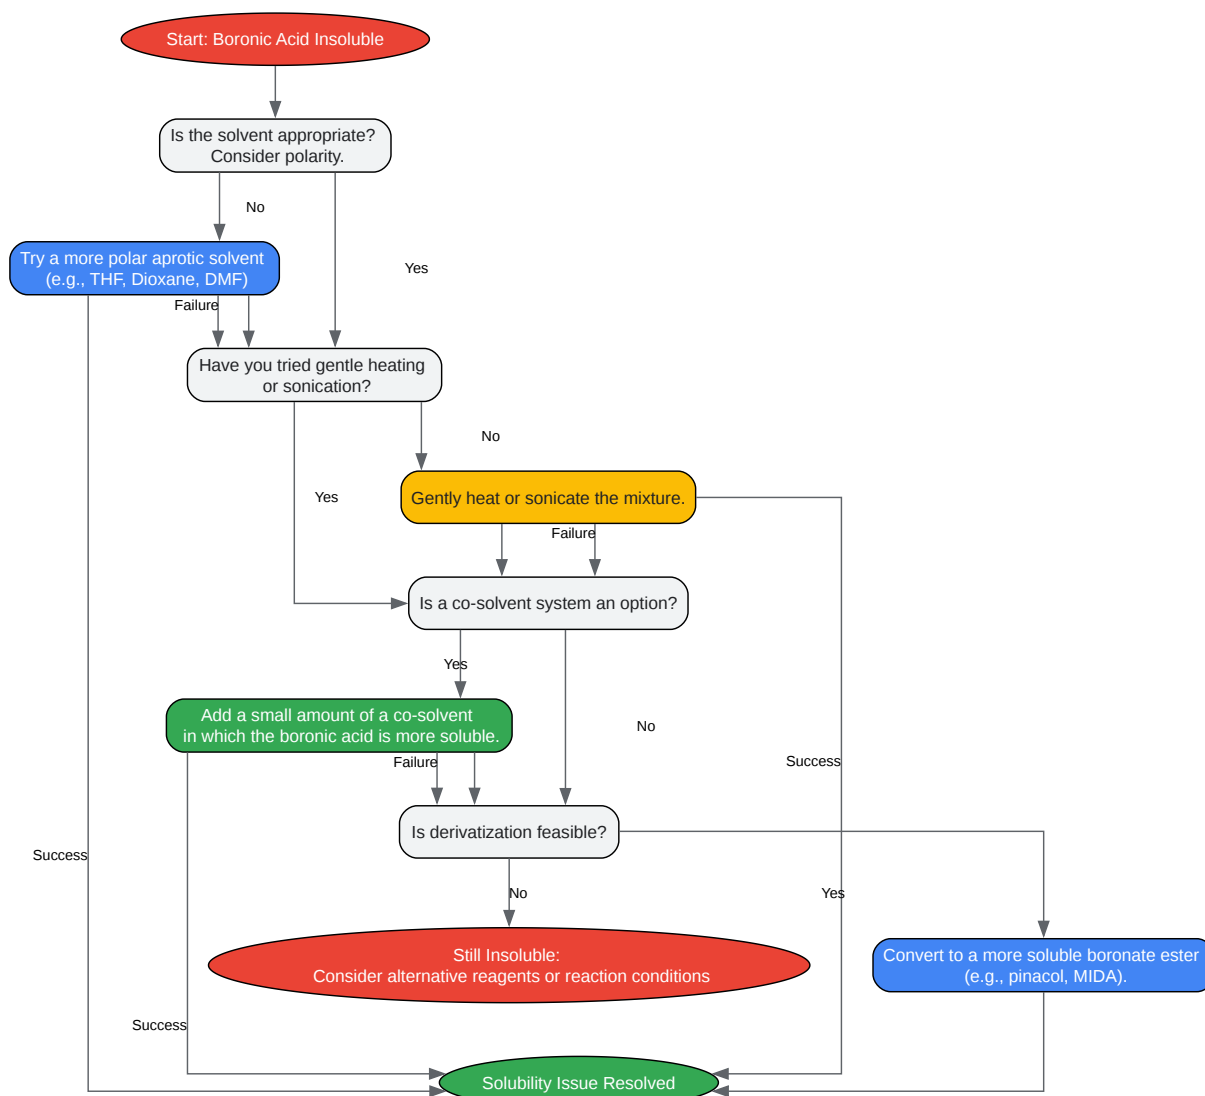 Start: Boronic Acid Insoluble
Is the solvent appropriate?
Consider polarity.
No
Try a more polar aprotic solvent
(e.g., THF, Dioxane, DMF)
Yes
Failure
Have you tried gentle heating
or sonication?
No
Yes
Gently heat or sonicate the mixture.
Failure
Is a co-solvent system an option?
Yes
Add a small amount of a co-solvent
in which the boronic acid is more soluble.
No
Failure
Success
Is derivatization feasible?
Success
No
Yes
Still Insoluble:
Consider alternative reagents or reaction conditions
Convert to a more soluble boronate ester
(e.g., pinacol, MIDA).
Success
Solubility Issue Resolved